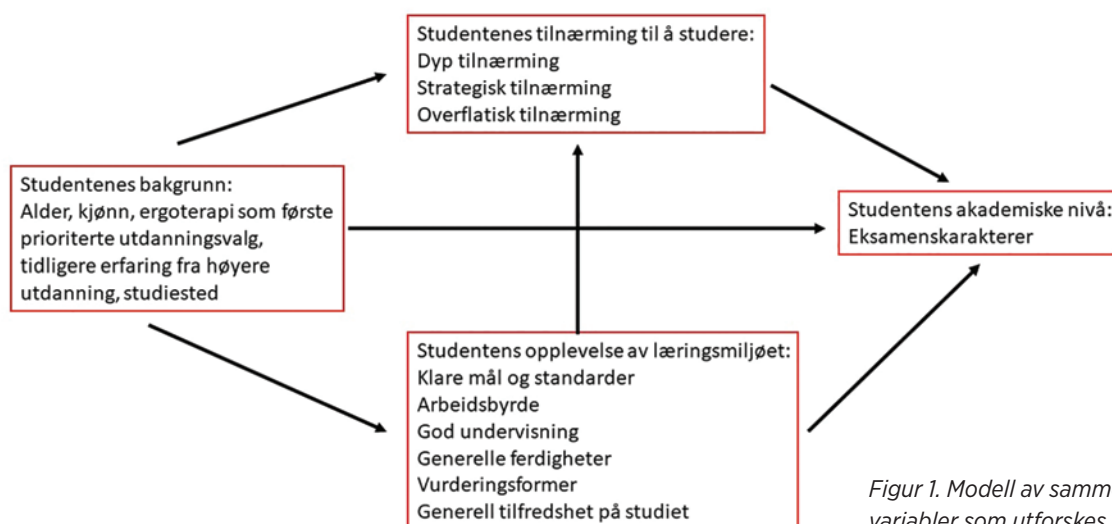 Studentenes tilnærming til å studere:
Dyp tilnærming
Strategisk tilnærming
Overflatisk tilnærming
Studentenes bakgrunn:
Alder, kjønn, ergoterapi som første
prioriterte utdanningsvalg,
tidligere erfaring fra høyere
utdanning, studiested
Studentens akademiske nivå:
Eksamenskarakterer
Studentens opplevelse av læringsmiljøet:
Klare mål og standarder
Arbeidsbyrde
God undervisning
Generelle ferdigheter
Vurderingsformer
Generell tilfredshet på studiet
Figur 1. Modell av samm
variabler som utforskes